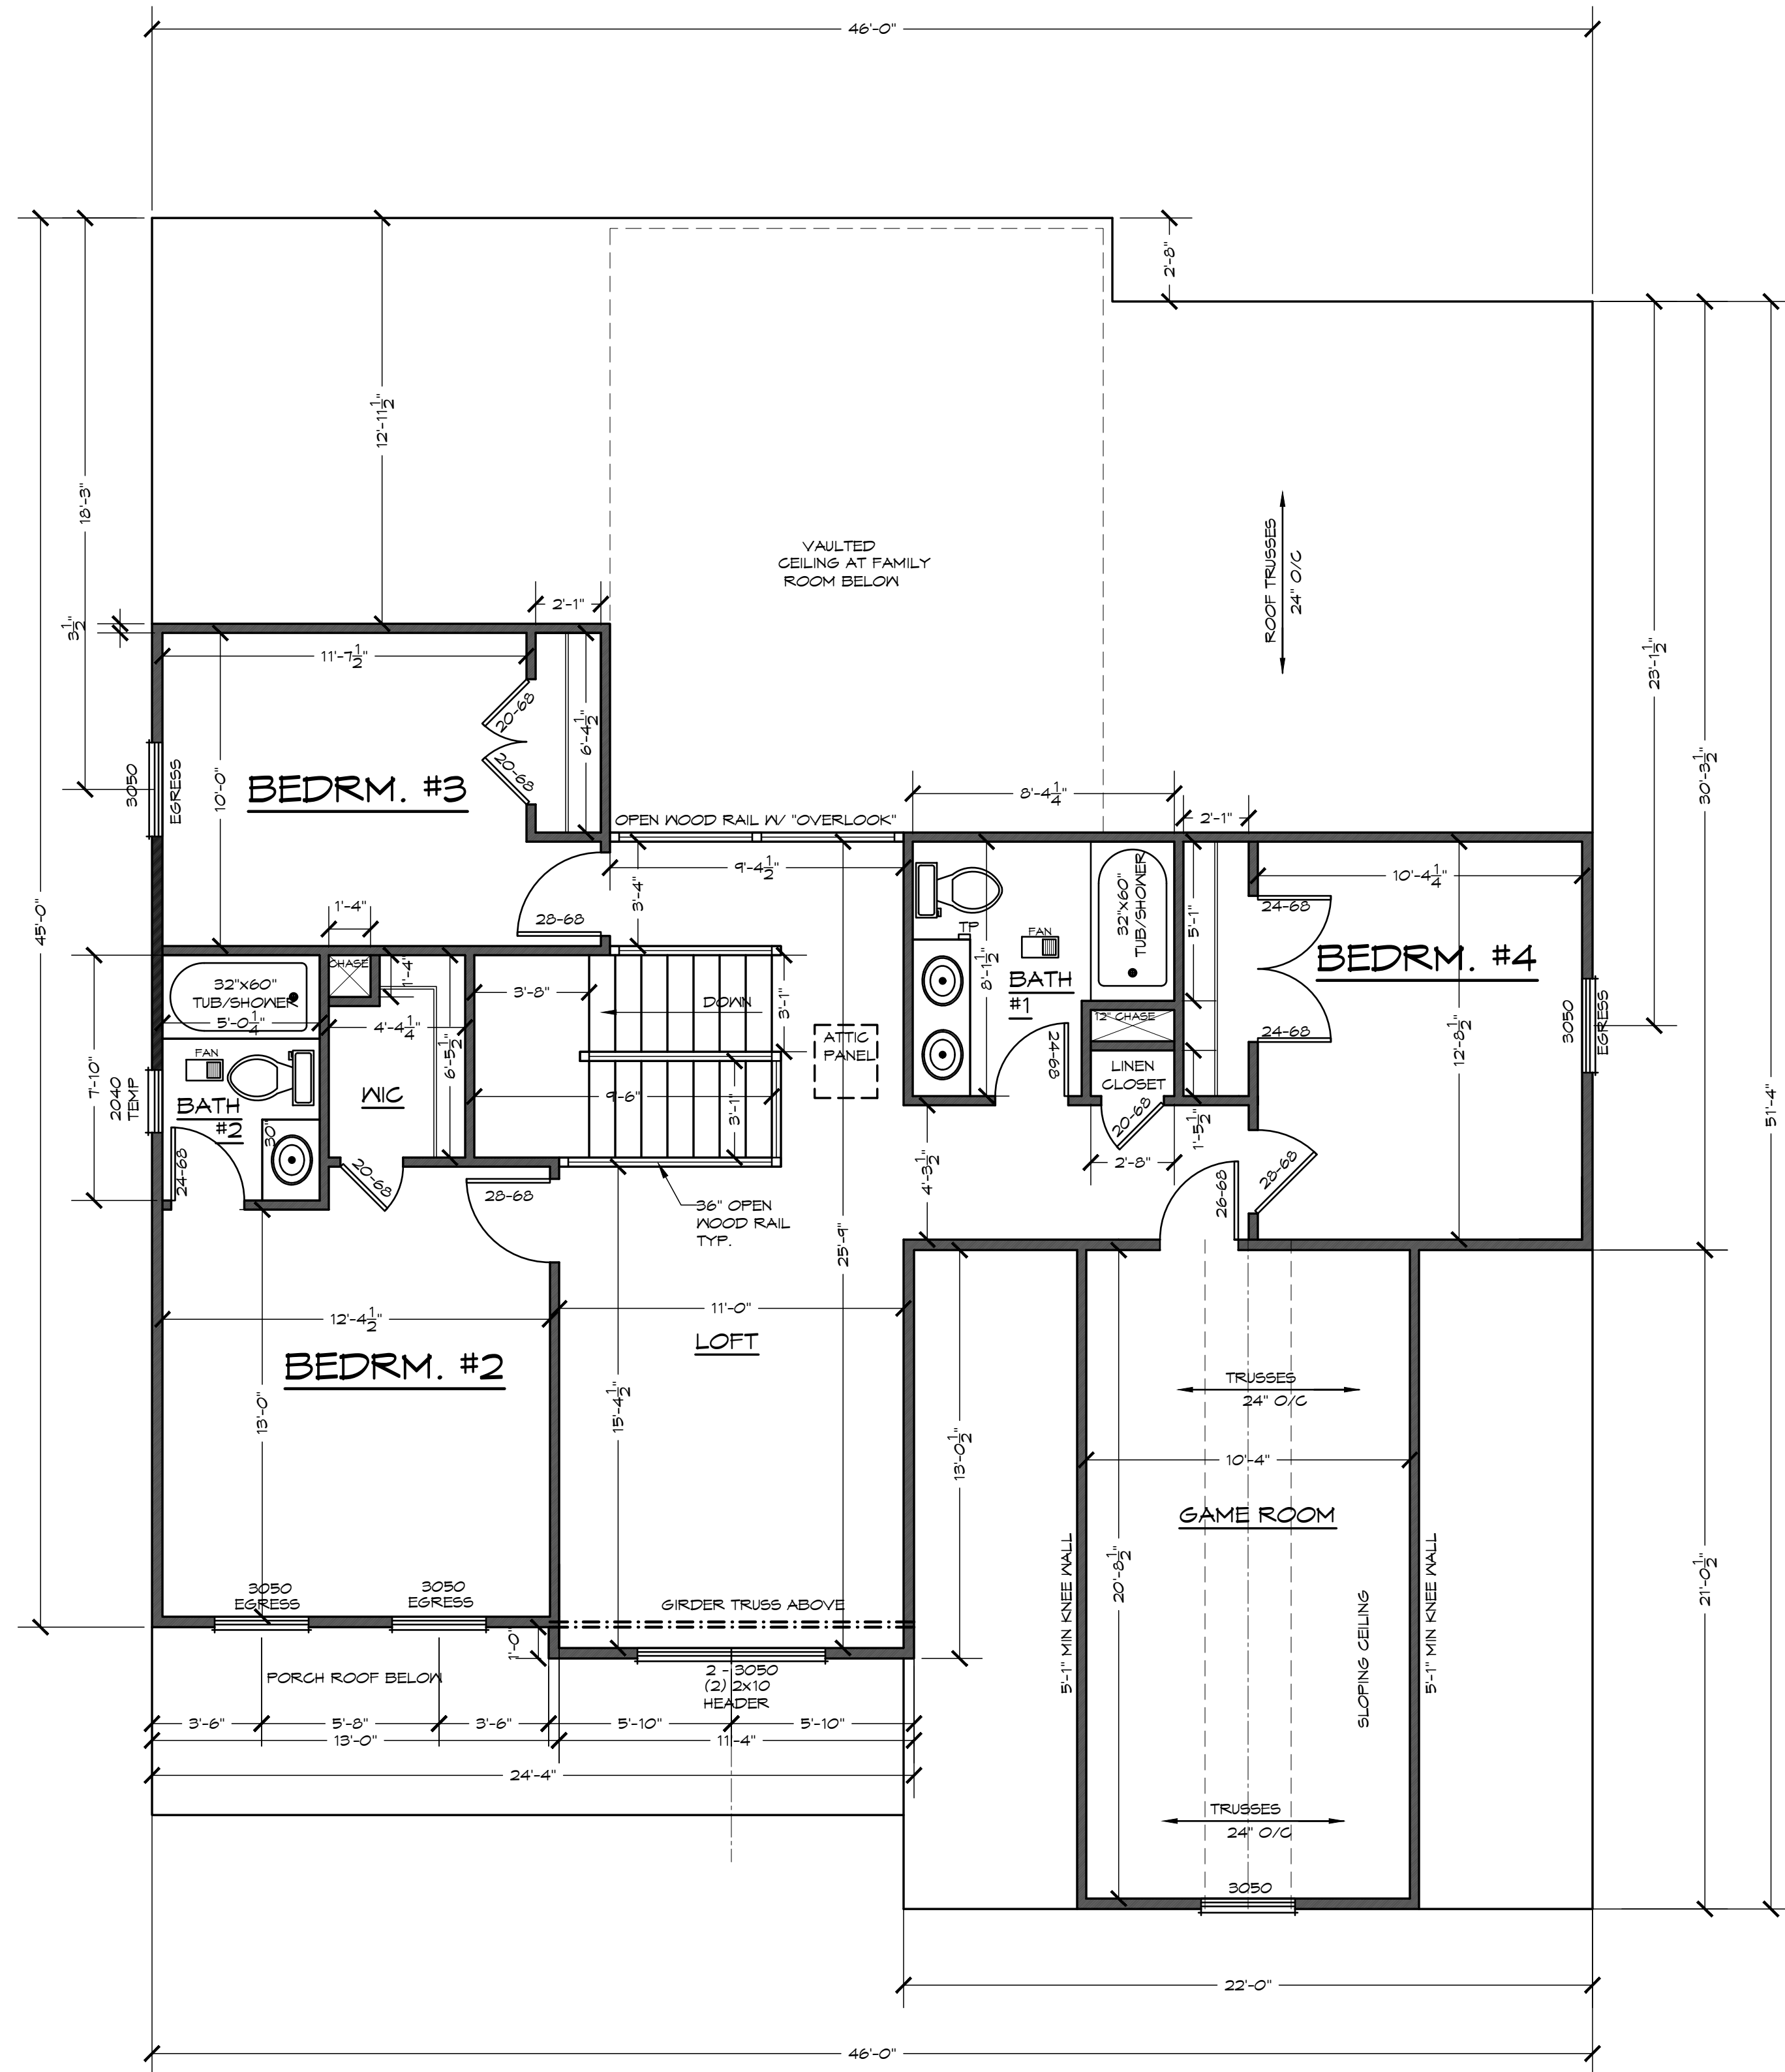 46'-0"
2'-8"
12'-11 1/2"
18'-3"
45'-0"
3 1/2"
VAULTED
CEILING AT FAMILY
ROOM BELOW
ROOF TRUSSES
24" O/C
23'-1 1/2"
30'-3 1/2"
51'-4"
2'-1"
11'-7 1/2"
20-68
20-68
6'-4 1/2"
3050
EGRESS
10'-0"
BEDRM. #3
OPEN WOOD RAIL W/ "OVERLOOK"
9'-4 1/2"
3'-4"
28-68
8'-4 1/4"
2'-1"
10'-4 1/4"
24-68
32"x60"
TUB/SHOWER
5'-1"
TP
FAN
8'-1 1/2"
BATH
#1
BEDRM. #4
24-68
12'-8 1/2"
3050
EGRESS
1'-4"
CHASE
1'-4"
32"x60"
TUB/SHOWER
5'-0 1/4"
4'-4 1/4"
6'-5 1/2"
3'-8"
DOWN
3'-1"
ATTIC
PANEL
9'-6"
3'-1"
12" CHASE
LINEN
CLOSET
24-68
20-68
1'-5 1/2"
2'-8"
4'-3 1/2"
26-68
28-68
7'-10"
2040
TEMP
FAN
BATH
#2
30"
24-68
WIC
20-68
28-68
36" OPEN
WOOD RAIL
TYP.
25'-9"
11'-0"
LOFT
12'-4 1/2"
BEDRM. #2
13'-0"
15'-4 1/2"
13'-0 1/2"
TRUSSES
24" O/C
10'-4"
GAME ROOM
5'-1" MIN KNEE WALL
20'-8 1/2"
SLOPING CEILING
5'-1" MIN KNEE WALL
21'-0 1/2"
3050
EGRESS
3050
EGRESS
GIRDER TRUSS ABOVE
1'-0"
PORCH ROOF BELOW
2 - 3050
(2) 2x10
HEADER
3'-6"
5'-8"
3'-6"
5'-10"
5'-10"
13'-0"
11'-4"
24'-4"
TRUSSES
24" O/C
3050
22'-0"
46'-0"